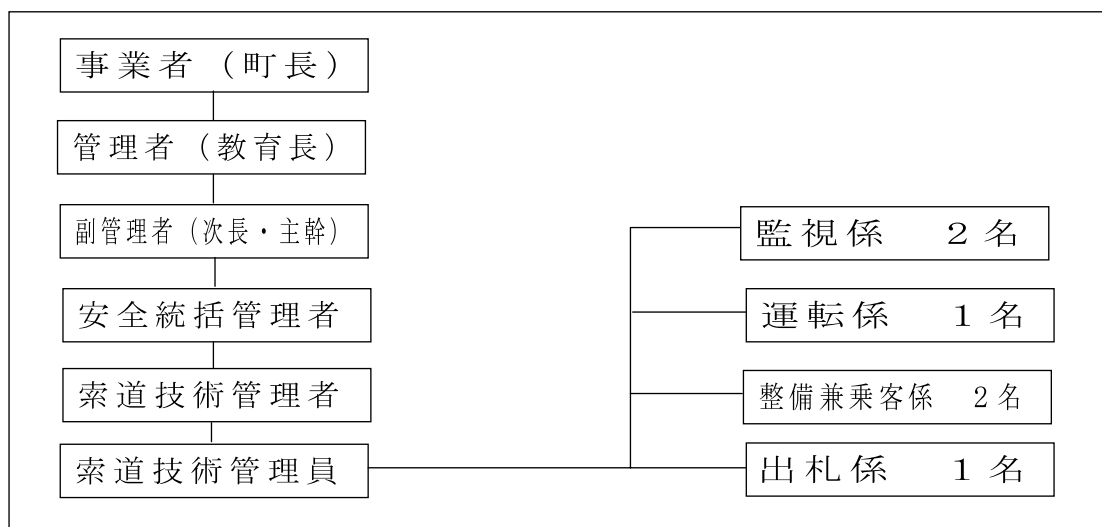 事業者（町長）
管理者（教育長）
副管理者（次長・主幹）
安全統括管理者
索道技術管理者
索道技術管理員
監視係　２名
運転係　１名
整備兼乗客係　２名
出札係　１名